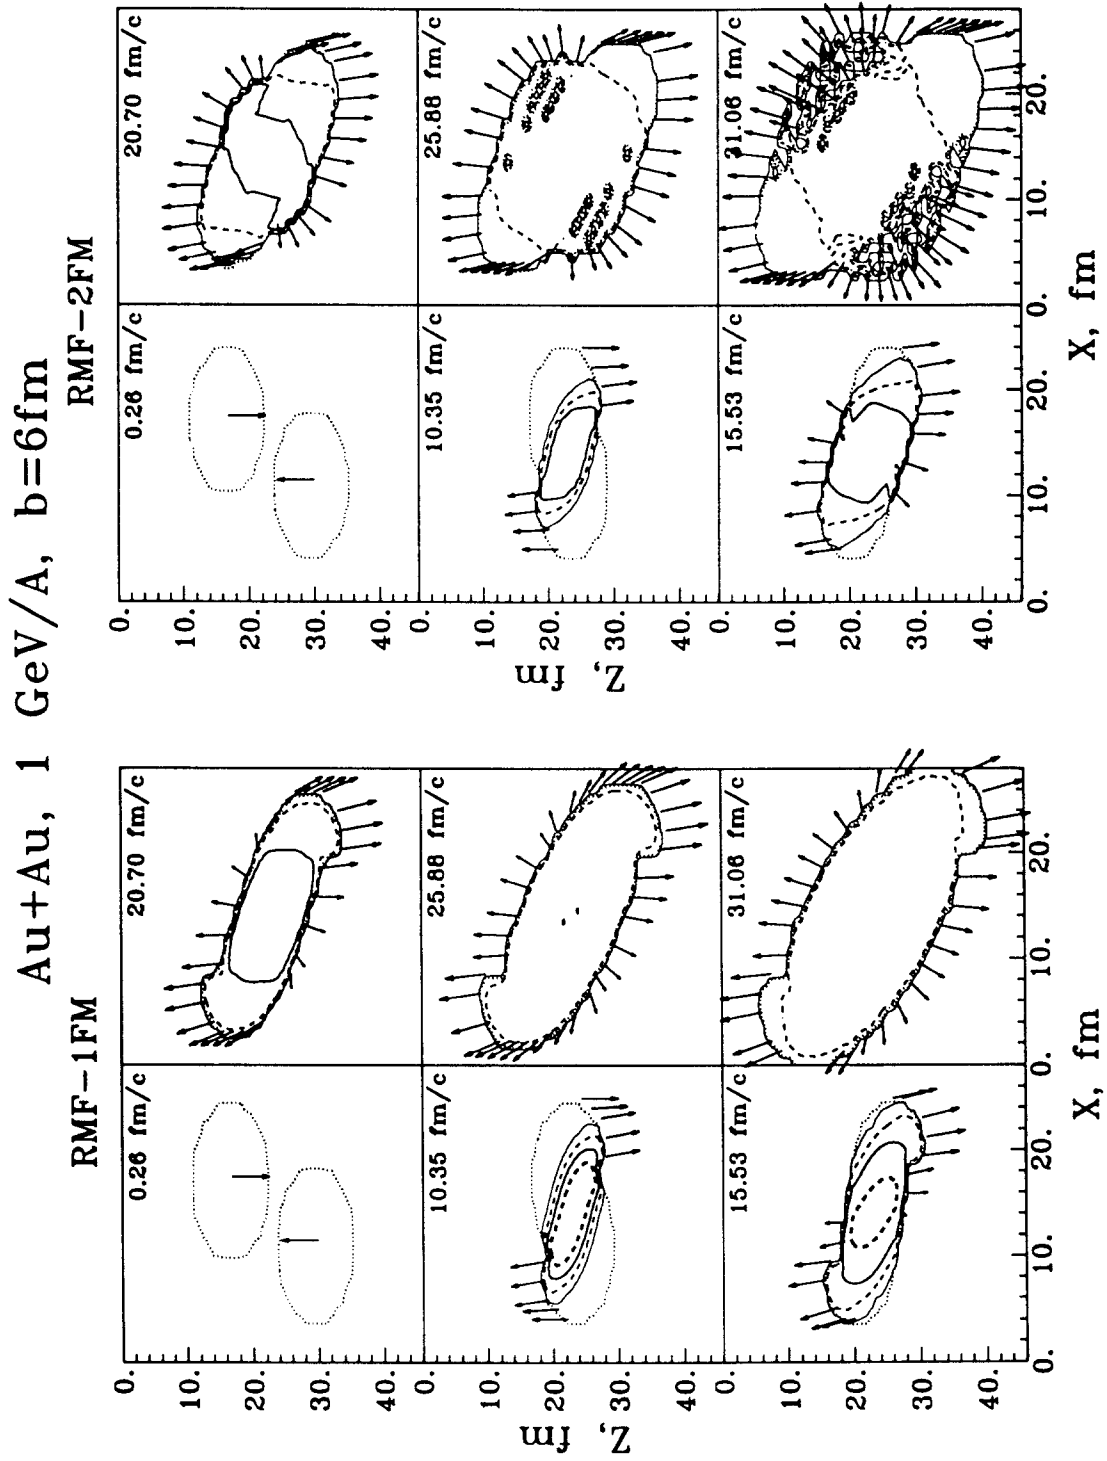 Au+Au, 1 GeV/A, b=6fm
RMF-1FM
0.26 fm/c
20.70 fm/c
0.
10.
20.
30.
40.
10.35 fm/c
25.88 fm/c
0.
10.
20.
30.
40.
Z, fm
15.53 fm/c
31.06 fm/c
0.
10.
20.
30.
40.
0. 10. 20. 0. 10. 20.
X, fm
RMF-2FM
0.26 fm/c
20.70 fm/c
0.
10.
20.
30.
40.
10.35 fm/c
25.88 fm/c
0.
10.
20.
30.
40.
Z, fm
15.53 fm/c
31.06 fm/c
0.
10.
20.
30.
40.
0. 10. 20. 0. 10. 20.
X, fm